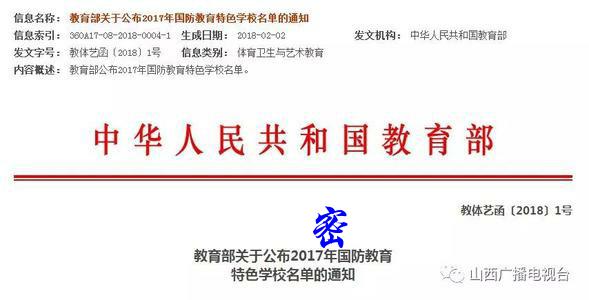 信息名称： 教育部关于公布2017年国防教育特色学校名单的通知
信息索引： 360A17-08-2018-0004-1 生成日期： 2018-02-02 发文机构： 中华人民共和国教育部
发文字号： 教体艺函〔2018〕1号 信息类别： 体育卫生与艺术教育
内容概述： 教育部公布2017年国防教育特色学校名单。
中华人民共和国教育部
教体艺函〔2018〕1号
密
教育部关于公布2017年国防教育
特色学校名单的通知
山西广播电视台